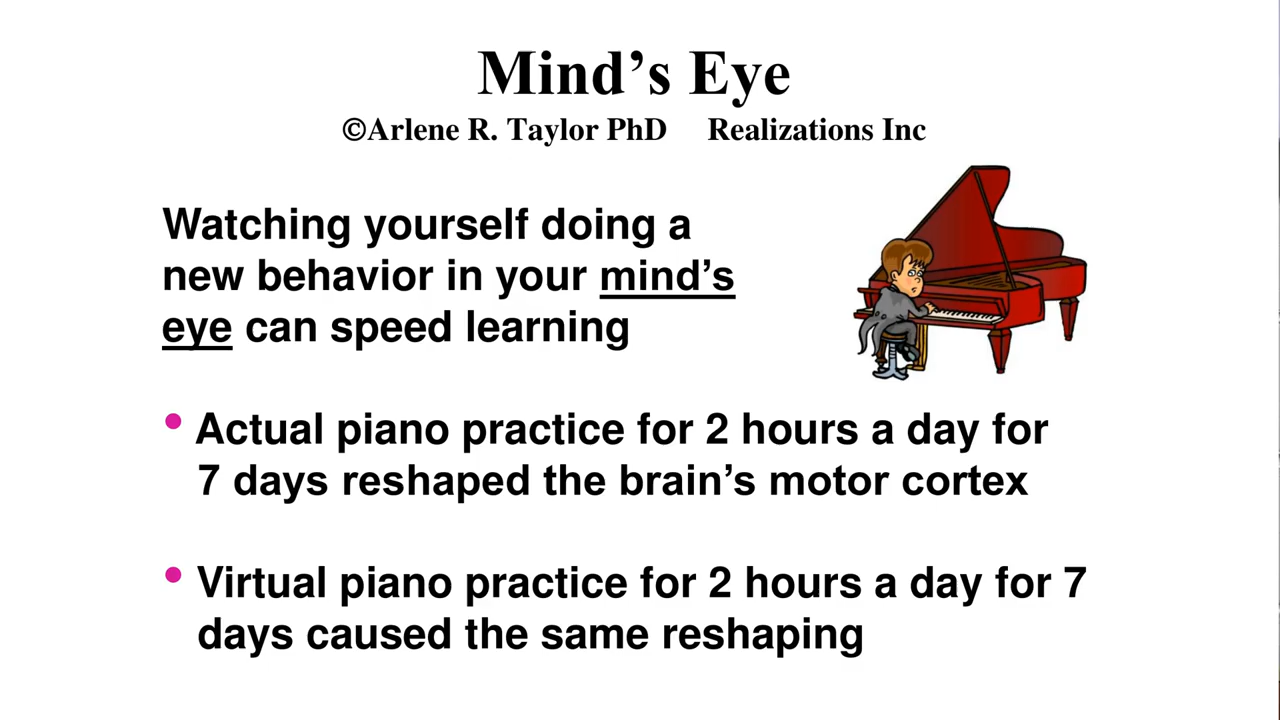 Mind’s Eye
©Arlene R. Taylor PhD Realizations Inc
Watching yourself doing a
new behavior in your mind’s
eye can speed learning
• Actual piano practice for 2 hours a day for
7 days reshaped the brain’s motor cortex
• Virtual piano practice for 2 hours a day for 7
days caused the same reshaping